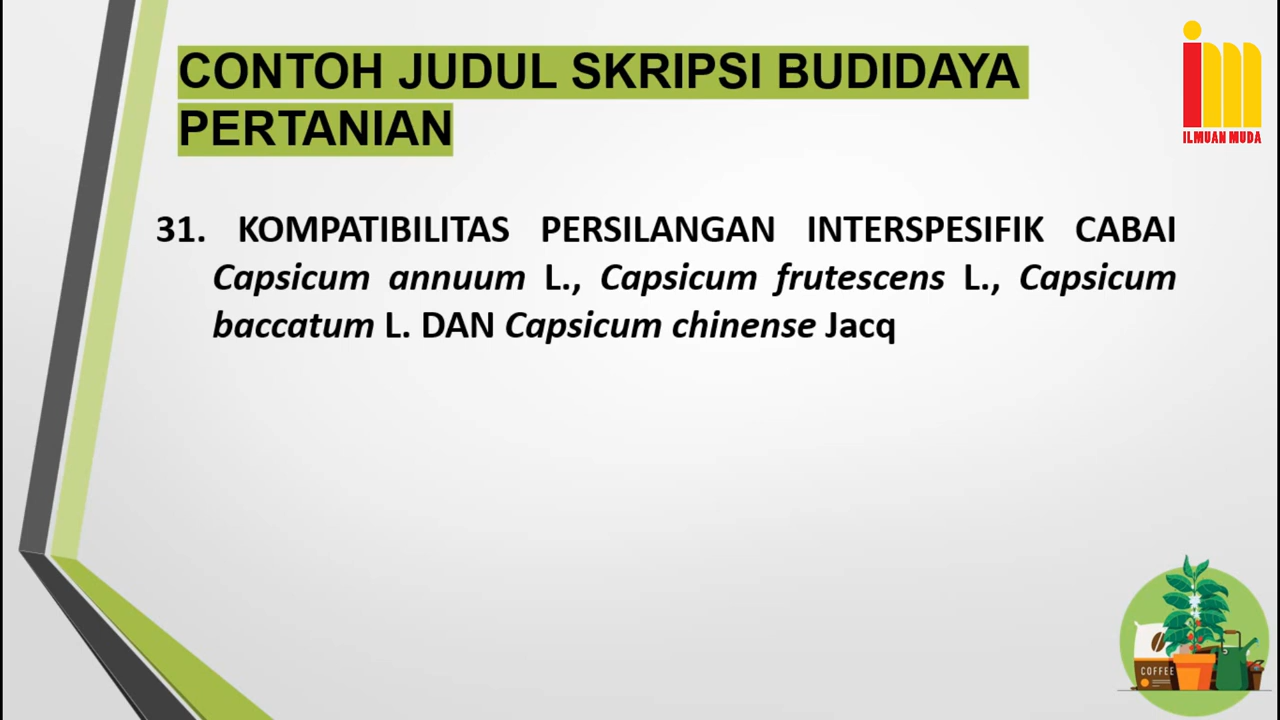 CONTOH JUDUL SKRIPSI BUDIDAYA
PERTANIAN
ILMUAN MUDA
31. KOMPATIBILITAS PERSILANGAN INTERSPESIFIK CABAI
Capsicum annuum L., Capsicum frutescens L., Capsicum
baccatum L. DAN Capsicum chinense Jacq
COFFEE